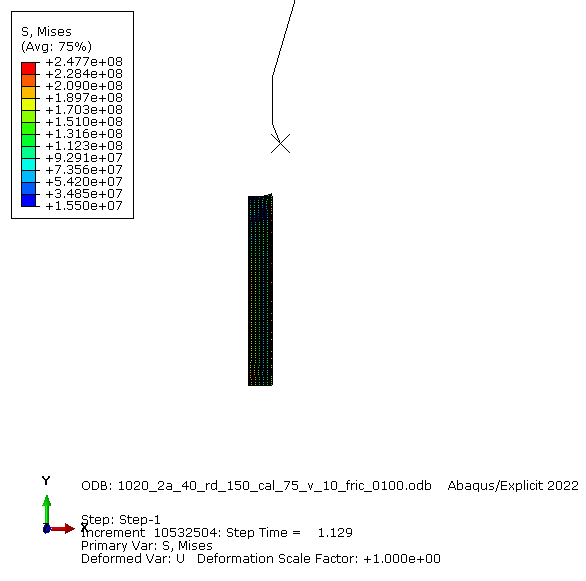 S, Mises
(Avg: 75%)
+2.477e+08
+2.284e+08
+2.090e+08
+1.897e+08
+1.703e+08
+1.510e+08
+1.316e+08
+1.123e+08
+9.291e+07
+7.356e+07
+5.420e+07
+3.485e+07
+1.550e+07
Y
X
ODB: 1020_2a_40_rd_150_cal_75_v_10_fric_0100.odb Abaqus/Explicit 2022
Step: Step-1
Increment 10532504: Step Time = 1.129
Primary Var: S, Mises
Deformed Var: U Deformation Scale Factor: +1.000e+00